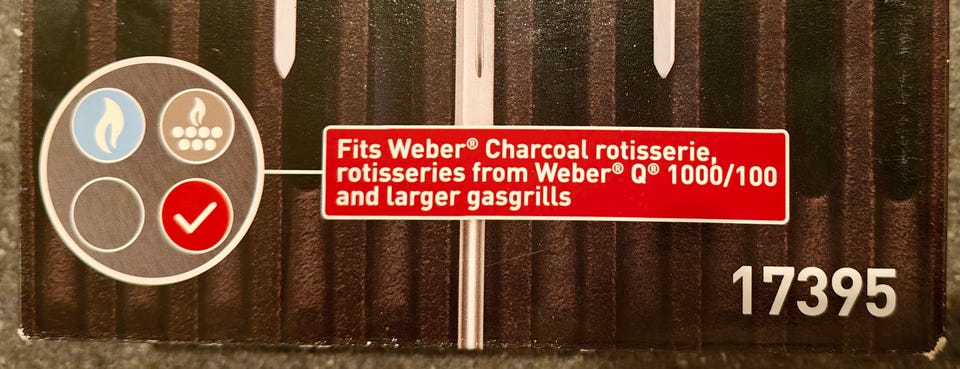 Fits Weber® Charcoal rotisserie,
rotisseries from Weber® Q® 1000/100
and larger gasgrills
17395